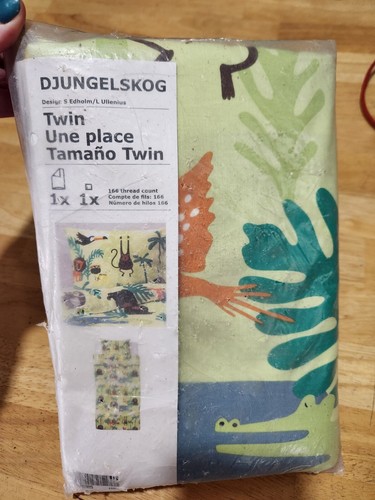 DJUNGELSKOG
Design S Edholm/L Ullenius
Twin
Une place
Tamaño Twin
1x 1x
166 thread count
Compte de fils: 166
Número de hilos 166